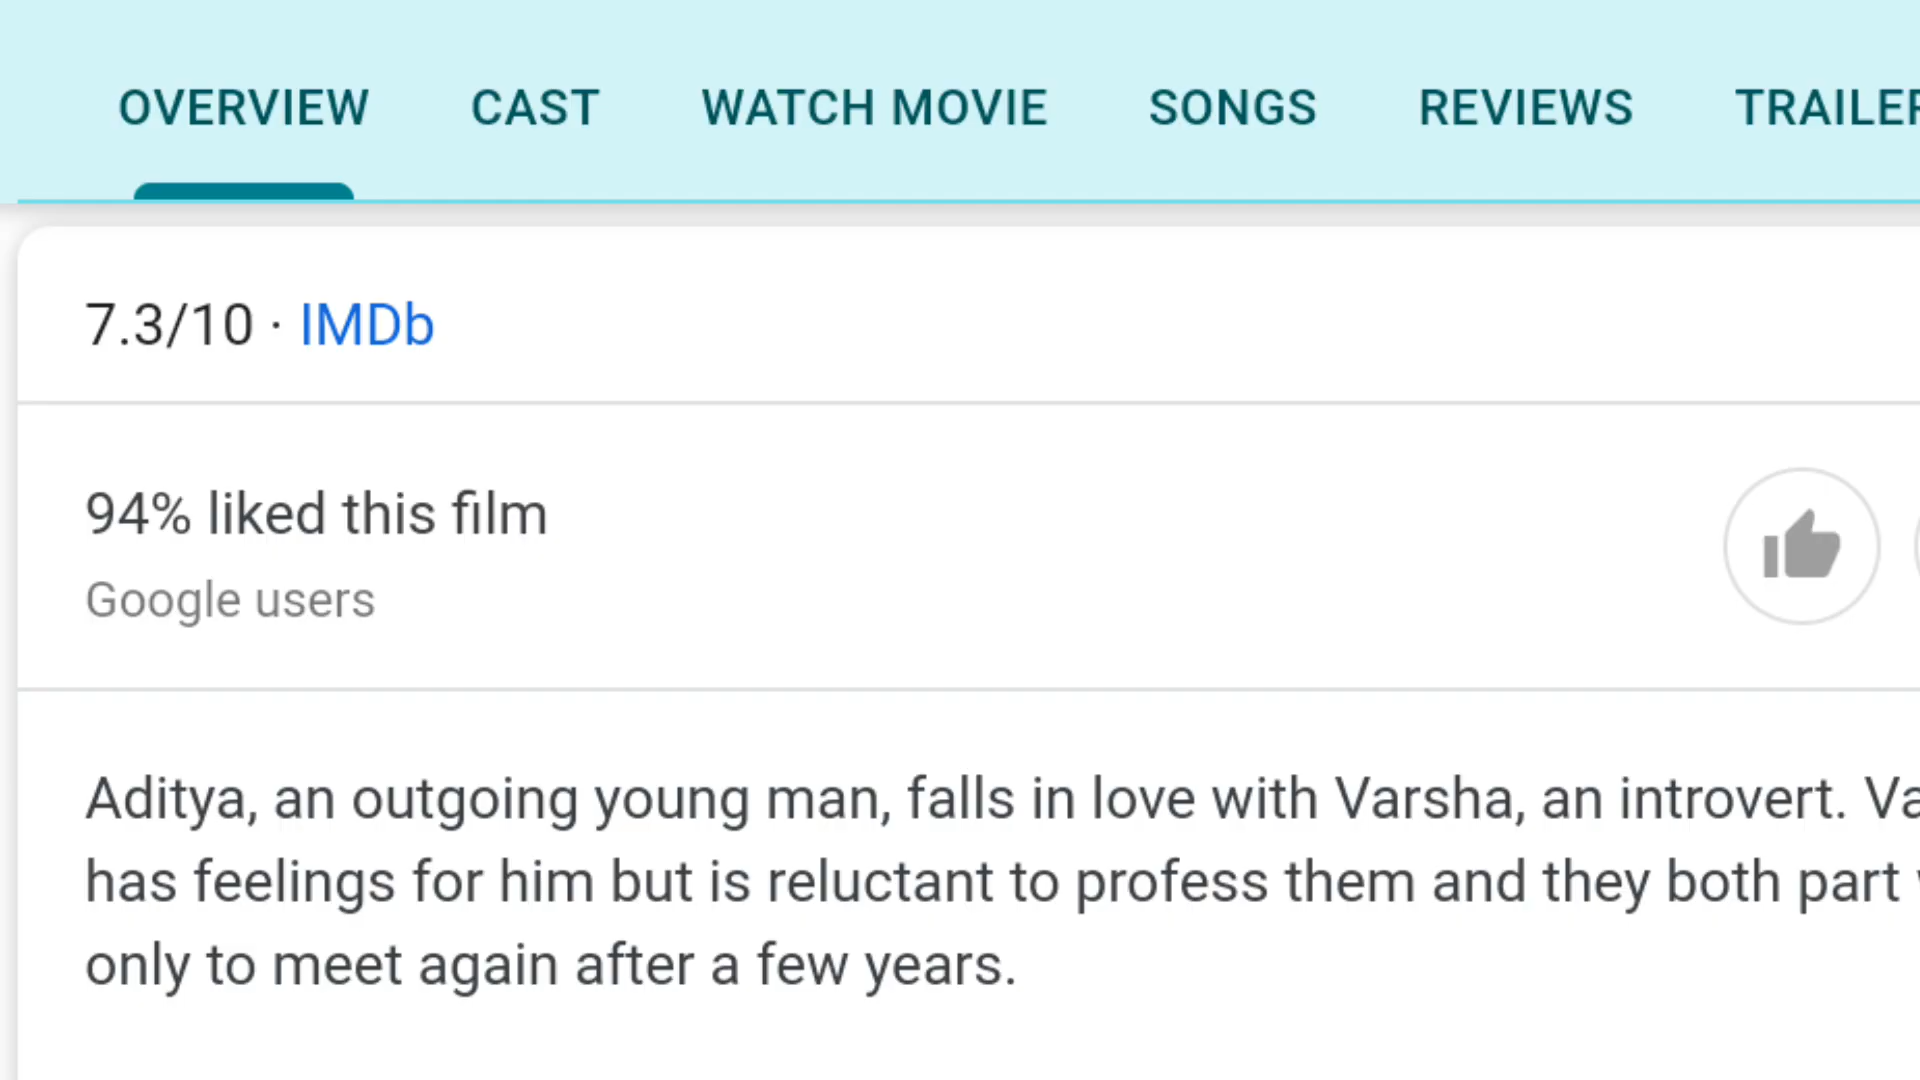 OVERVIEW CAST WATCH MOVIE SONGS REVIEWS
7.3/10 · IMDb
94% liked this film
Google users
Aditya, an outgoing young man, falls in love with Varsha, an introvert.
has feelings for him but is reluctant to profess them and they both part
only to meet again after a few years.